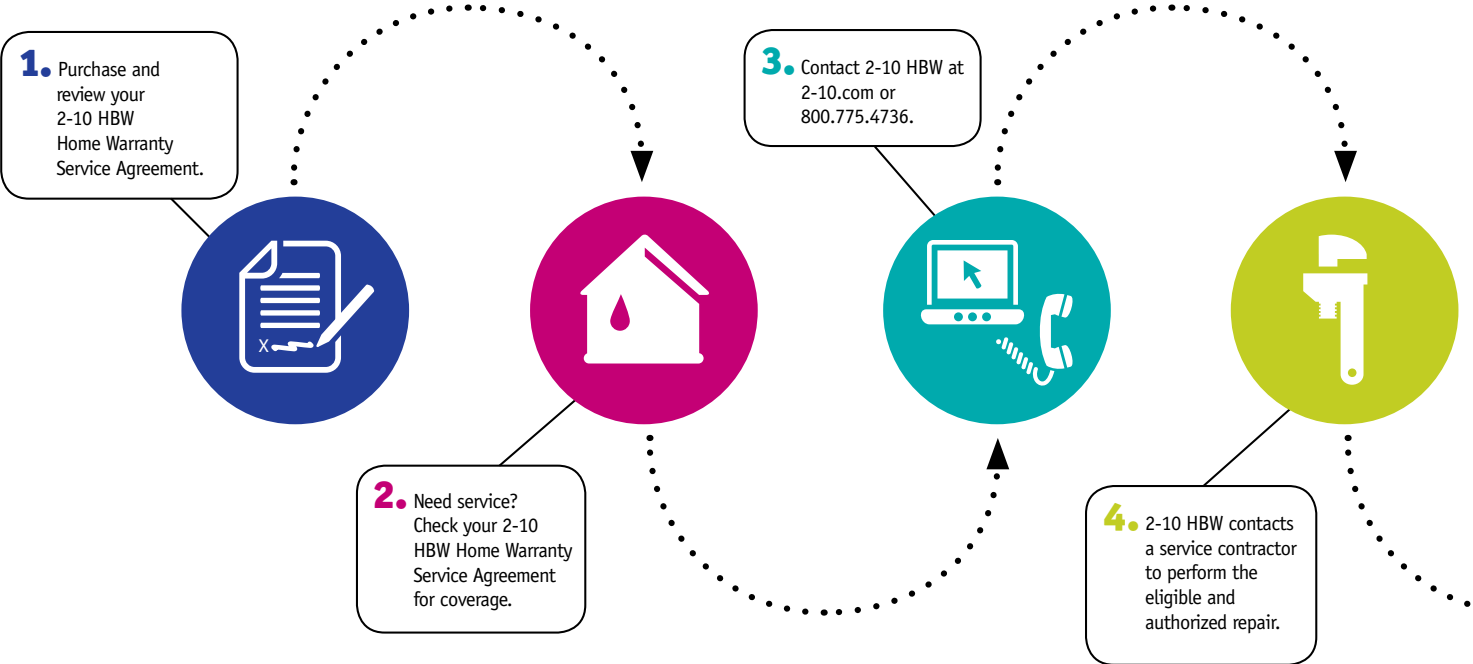 1. Purchase and
review your
2-10 HBW
Home Warranty
Service Agreement.
2. Need service?
Check your 2-10
HBW Home Warranty
Service Agreement
for coverage.
3. Contact 2-10 HBW at
2-10.com or
800.775.4736.
4. 2-10 HBW contacts
a service contractor
to perform the
eligible and
authorized repair.
X